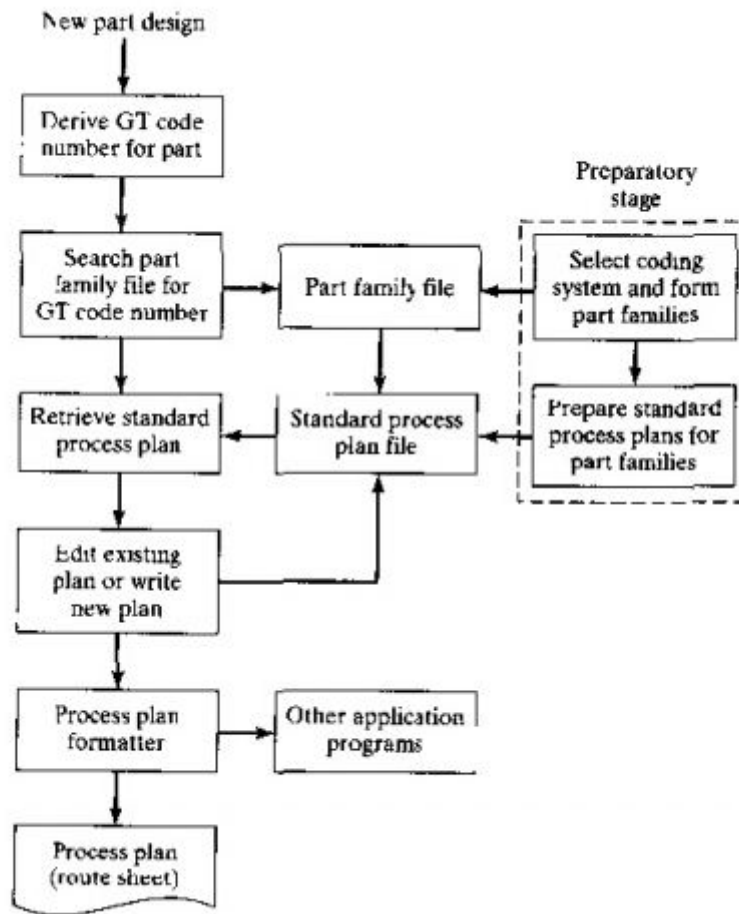 New part design
Derive GT code
number for part
Preparatory
stage
Search part
family file for
GT code number
Part family file
Select coding
system and form
part families
Retrieve standard
process plan
Standard process
plan file
Prepare standard
process plans for
part families
Edit existing
plan or write
new plan
Process plan
formatter
Other application
programs
Process plan
(route sheet)